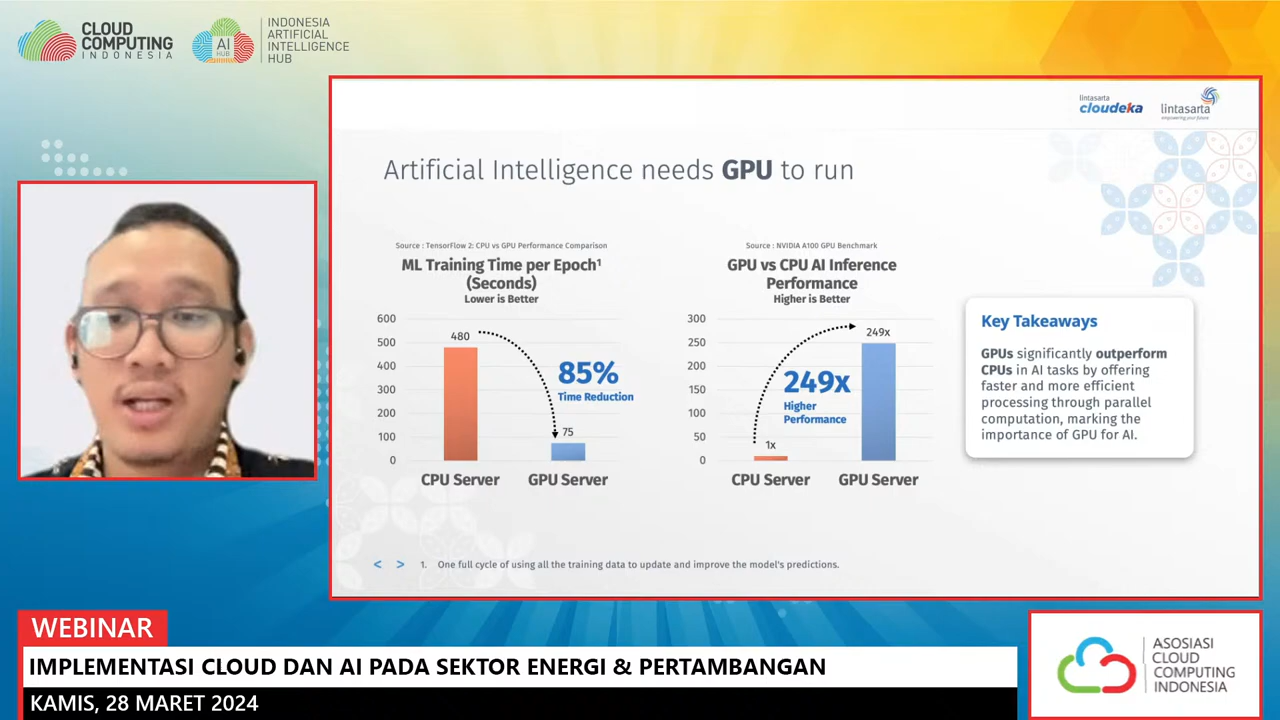 CLOUD
COMPUTING
INDONESIA
AI
HUB
INDONESIA
ARTIFICIAL
INTELLIGENCE
HUB
lintasarta
cloudeka
lintasarta
empowering your future
Artificial Intelligence needs GPU to run
Source : TensorFlow 2: CPU vs GPU Performance Comparison
ML Training Time per Epoch¹
(Seconds)
Lower is Better
600
500
400
300
200
100
0
480
85%
Time Reduction
75
CPU Server
GPU Server
Source : NVIDIA A100 GPU Benchmark
GPU vs CPU AI Inference
Performance
Higher is Better
300
250
200
150
100
50
0
249x
249x
Higher
Performance
1x
CPU Server
GPU Server
Key Takeaways
GPUs significantly outperform
CPUs in AI tasks by offering
faster and more efficient
processing through parallel
computation, marking the
importance of GPU for AI.
< > 1. One full cycle of using all the training data to update and improve the model's predictions.
WEBINAR
IMPLEMENTASI CLOUD DAN AI PADA SEKTOR ENERGI & PERTAMBANGAN
KAMIS, 28 MARET 2024
ASOSIASI
CLOUD
COMPUTING
INDONESIA